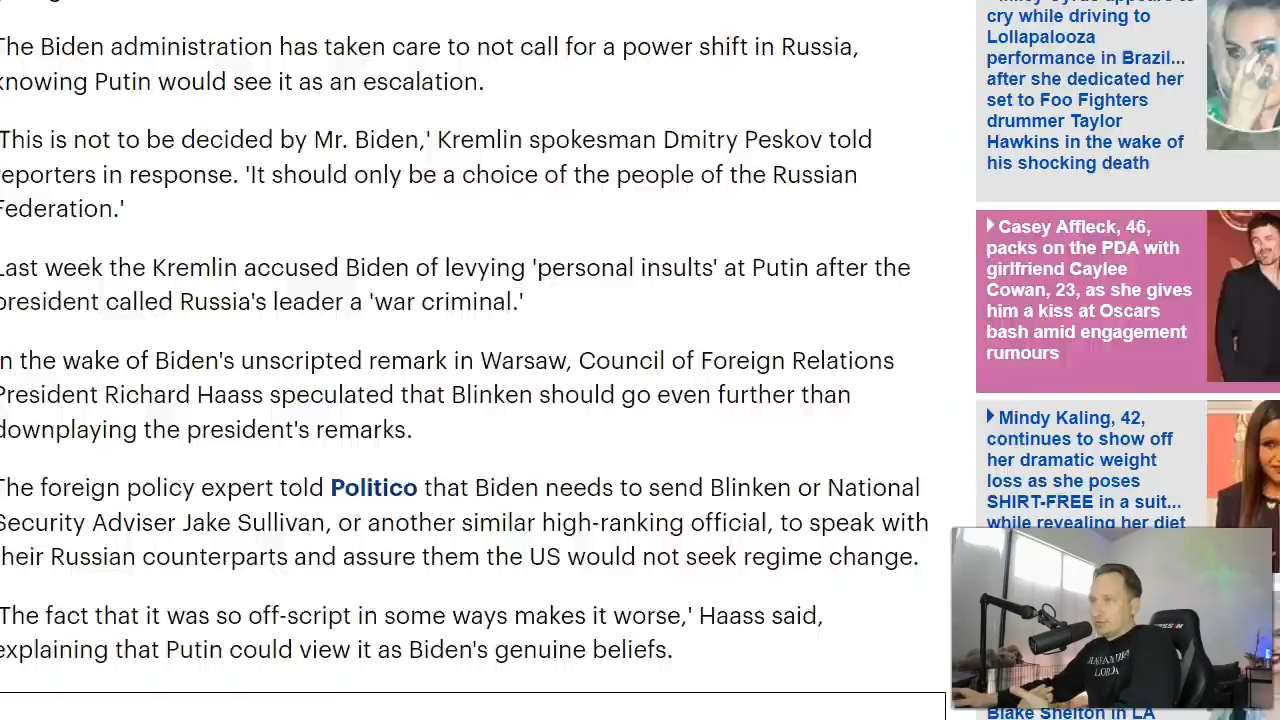 The Biden administration has taken care to not call for a power shift in Russia,
knowing Putin would see it as an escalation.
'This is not to be decided by Mr. Biden,' Kremlin spokesman Dmitry Peskov told
reporters in response. 'It should only be a choice of the people of the Russian
Federation.'
Last week the Kremlin accused Biden of levying 'personal insults' at Putin after the
president called Russia's leader a 'war criminal.'
In the wake of Biden's unscripted remark in Warsaw, Council of Foreign Relations
President Richard Haass speculated that Blinken should go even further than
downplaying the president's remarks.
The foreign policy expert told Politico that Biden needs to send Blinken or National
Security Adviser Jake Sullivan, or another similar high-ranking official, to speak with
their Russian counterparts and assure them the US would not seek regime change.
'The fact that it was so off-script in some ways makes it worse,' Haass said,
explaining that Putin could view it as Biden's genuine beliefs.
Miley Cyrus appears to
cry while driving to
Lollapalooza
performance in Brazil...
after she dedicated her
set to Foo Fighters
drummer Taylor
Hawkins in the wake of
his shocking death
Casey Affleck, 46,
packs on the PDA with
girlfriend Caylee
Cowan, 23, as she gives
him a kiss at Oscars
bash amid engagement
rumours
Mindy Kaling, 42,
continues to show off
her dramatic weight
loss as she poses
SHIRT-FREE in a suit...
while revealing her diet
Blake Shelton in LA